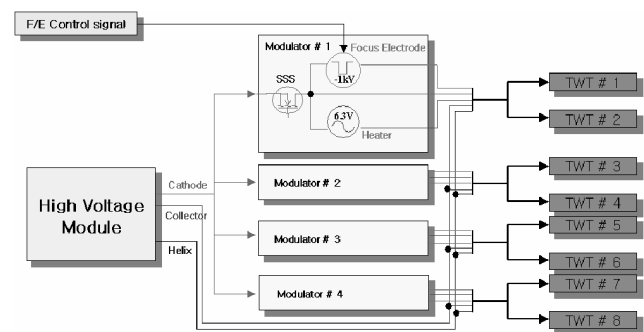 F/E Control signal
Modulator # 1
Focus Electrode
SSS
-1kV
6.3V
Heater
TWT # 1
TWT # 2
High Voltage
Module
Cathode
Collector
Helix
Modulator # 2
TWT # 3
TWT # 4
Modulator # 3
TWT # 5
TWT # 6
Modulator # 4
TWT # 7
TWT # 8